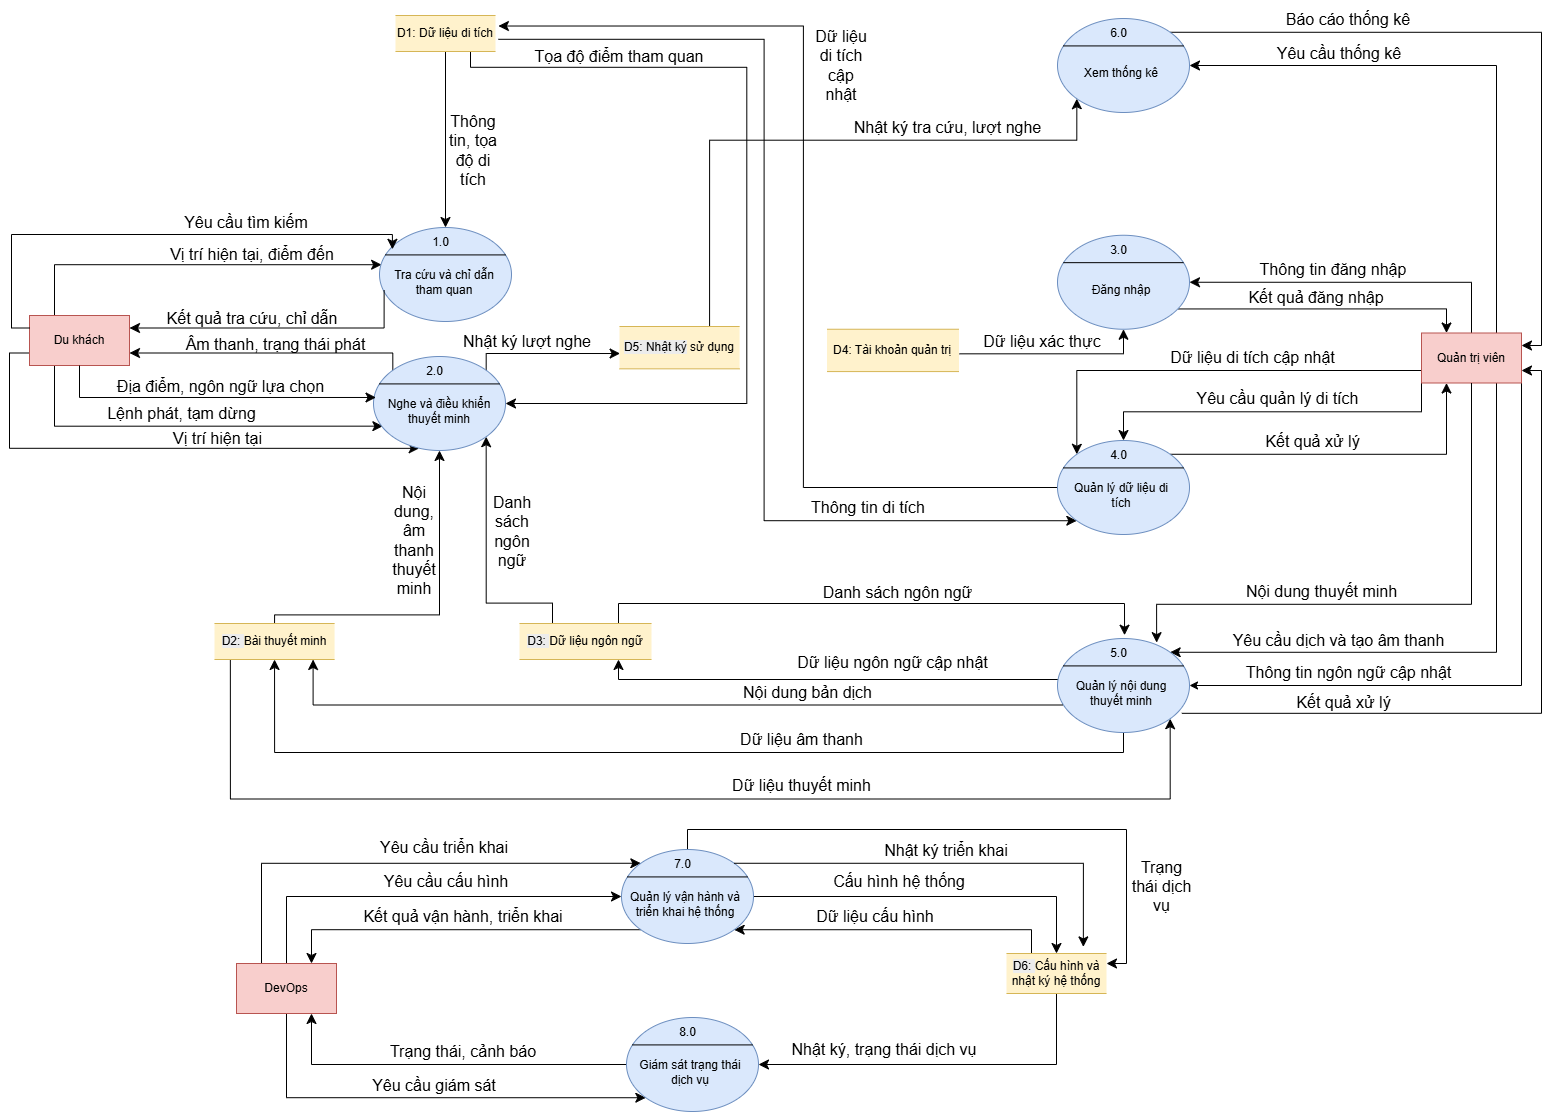 D1: Dữ liệu di tích
Tọa độ điểm tham quan
Dữ liệu
di tích
cập
nhật
6.0
Xem thống kê
Báo cáo thống kê
Yêu cầu thống kê
Thông
tin, tọa
độ di
tích
Nhật ký tra cứu, lượt nghe
Yêu cầu tìm kiếm
Vị trí hiện tại, điểm đến
1.0
Tra cứu và chỉ dẫn
tham quan
Kết quả tra cứu, chỉ dẫn
Du khách
Âm thanh, trạng thái phát
Địa điểm, ngôn ngữ lựa chọn
Lệnh phát, tạm dừng
Vị trí hiện tại
2.0
Nghe và điều khiển
thuyết minh
Nhật ký lượt nghe
D5: Nhật ký sử dụng
3.0
Đăng nhập
Thông tin đăng nhập
Kết quả đăng nhập
D4: Tài khoản quản trị
Dữ liệu xác thực
Quản trị viên
Dữ liệu di tích cập nhật
Yêu cầu quản lý di tích
Kết quả xử lý
4.0
Quản lý dữ liệu di
tích
Thông tin di tích
Nội
dung,
âm
thanh
thuyết
minh
Danh
sách
ngôn
ngữ
Danh sách ngôn ngữ
Nội dung thuyết minh
D2: Bài thuyết minh
D3: Dữ liệu ngôn ngữ
Yêu cầu dịch và tạo âm thanh
5.0
Quản lý nội dung
thuyết minh
Dữ liệu ngôn ngữ cập nhật
Thông tin ngôn ngữ cập nhật
Nội dung bản dịch
Kết quả xử lý
Dữ liệu âm thanh
Dữ liệu thuyết minh
Yêu cầu triển khai
Yêu cầu cấu hình
Kết quả vận hành, triển khai
7.0
Quản lý vận hành và
triển khai hệ thống
Nhật ký triển khai
Cấu hình hệ thống
Dữ liệu cấu hình
Trạng
thái dịch
vụ
D6: Cấu hình và
nhật ký hệ thống
DevOps
8.0
Giám sát trạng thái
dịch vụ
Trạng thái, cảnh báo
Nhật ký, trạng thái dịch vụ
Yêu cầu giám sát